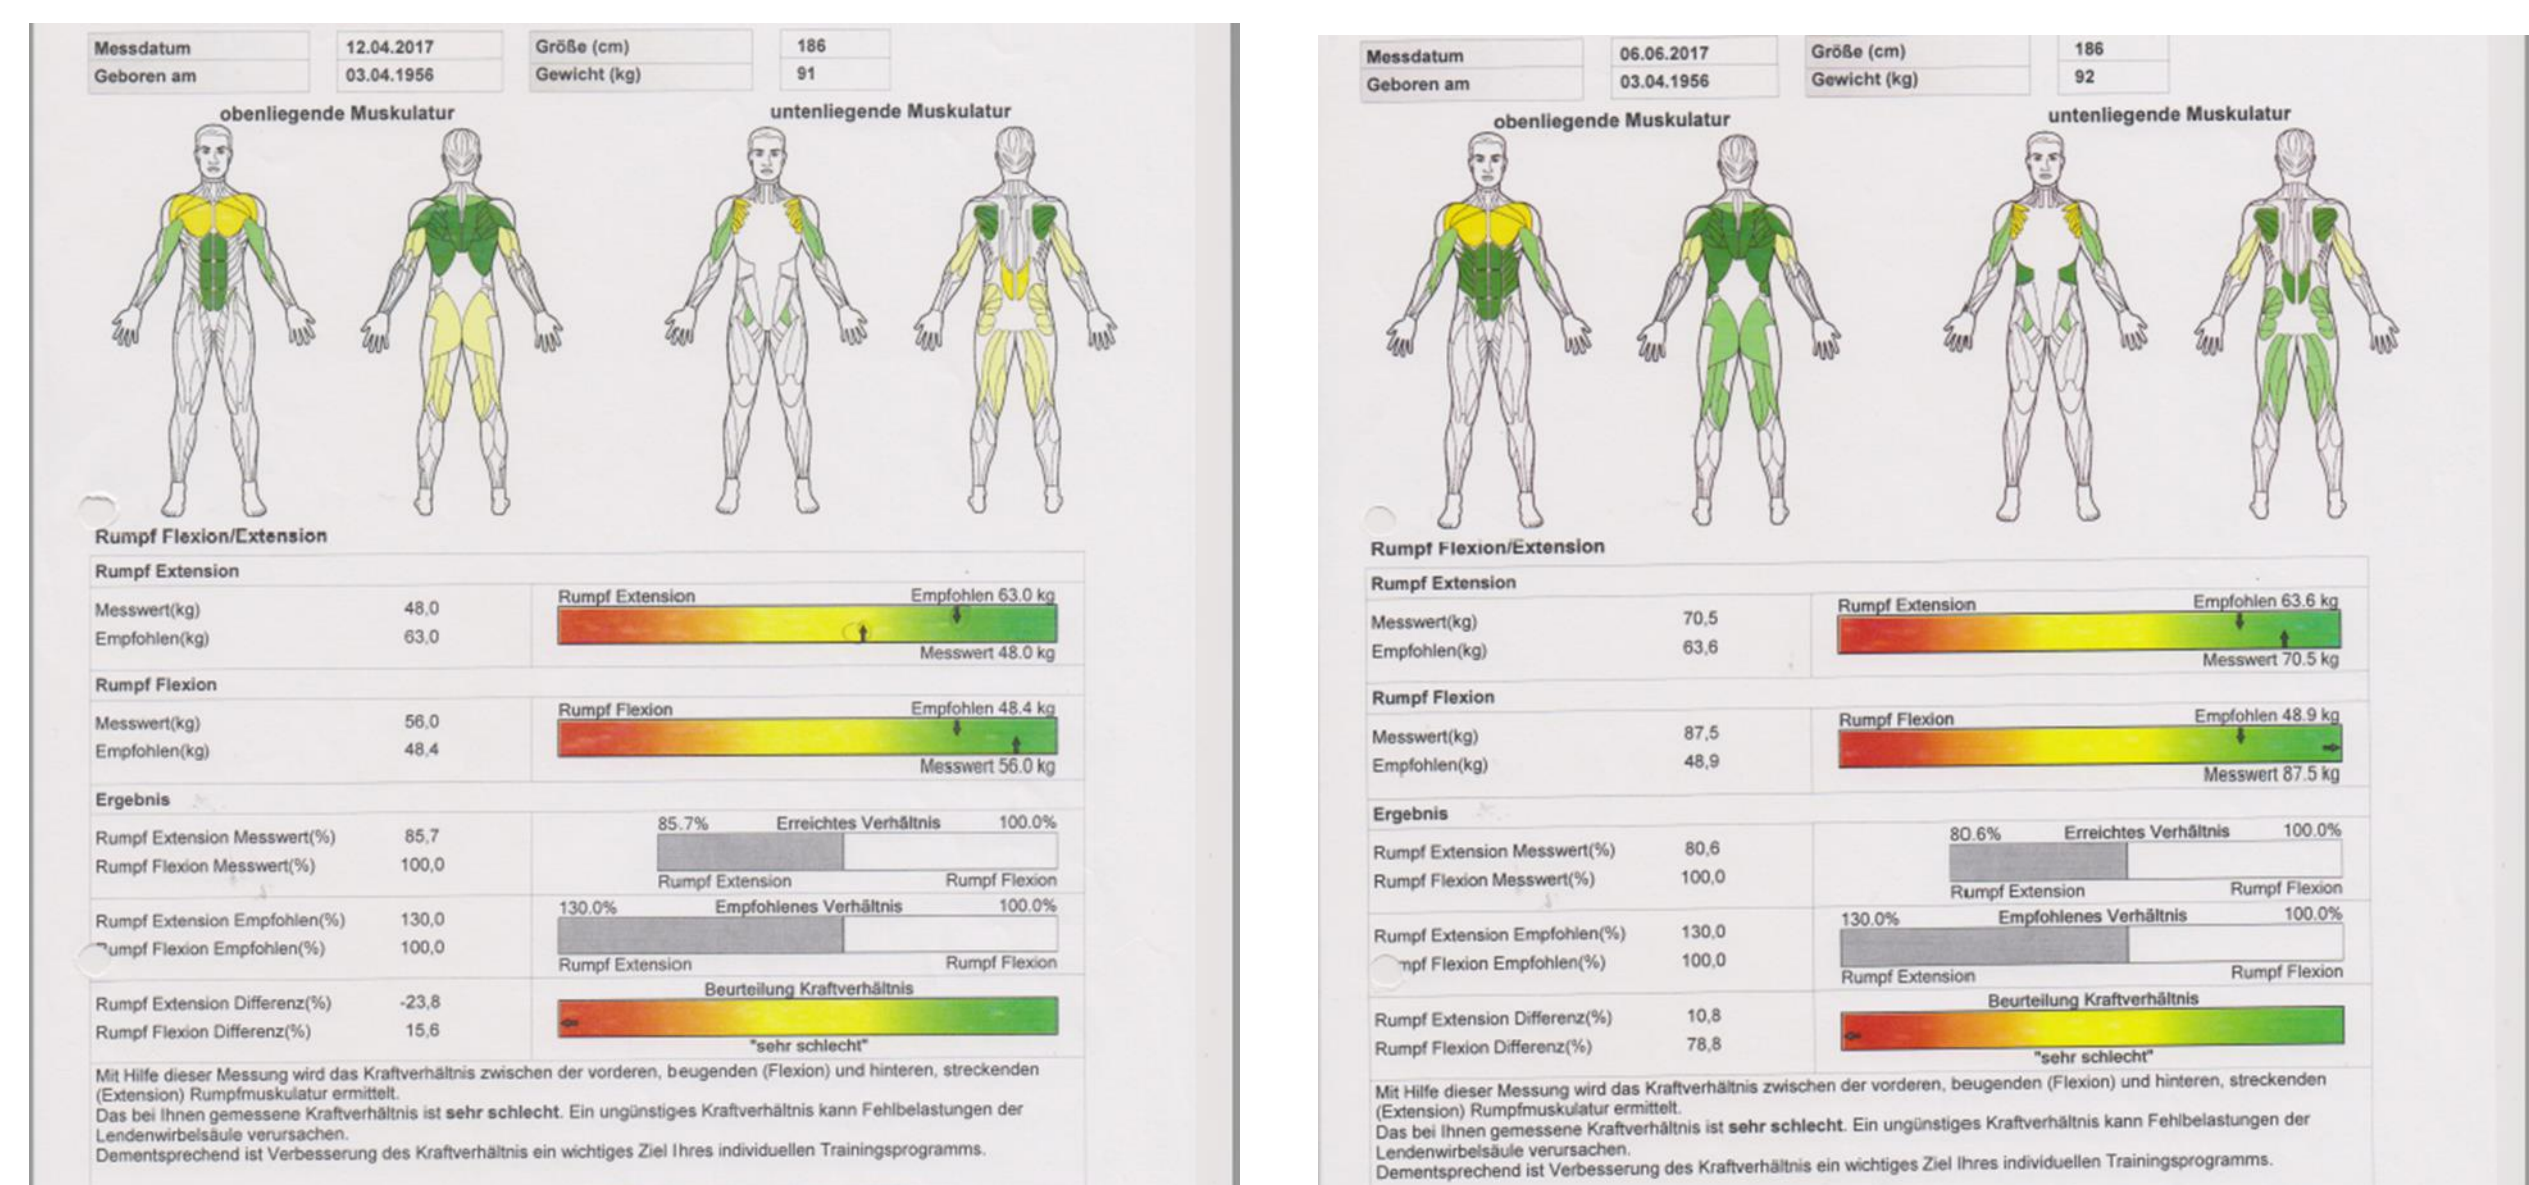 Messdatum 12.04.2017 Größe (cm) 186
Geboren am 03.04.1956 Gewicht (kg) 91
obenliegende Muskulatur untenliegende Muskulatur
Rumpf Flexion/Extension
Rumpf Extension
Rumpf Extension Empfohlen 63.0 kg
Messwert(kg) 48,0
Empfohlen(kg) 63,0
Messwert 48.0 kg
Rumpf Flexion
Rumpf Flexion Empfohlen 48.4 kg
Messwert(kg) 56,0
Empfohlen(kg) 48,4
Messwert 56.0 kg
Ergebnis
85.7% Erreichtes Verhältnis 100.0%
Rumpf Extension Messwert(%) 85,7
Rumpf Flexion Messwert(%) 100,0
Rumpf Extension Rumpf Flexion
130.0% Empfohlenes Verhältnis 100.0%
Rumpf Extension Empfohlen(%) 130,0
umpf Flexion Empfohlen(%) 100,0
Rumpf Extension Rumpf Flexion
Beurteilung Kraftverhältnis
Rumpf Extension Differenz(%) -23,8
Rumpf Flexion Differenz(%) 15,6
"sehr schlecht"
Mit Hilfe dieser Messung wird das Kraftverhältnis zwischen der vorderen, beugenden (Flexion) und hinteren, streckenden
(Extension) Rumpfmuskulatur ermittelt.
Das bei Ihnen gemessene Kraftverhältnis ist sehr schlecht. Ein ungünstiges Kraftverhältnis kann Fehlbelastungen der
Lendenwirbelsäule verursachen.
Dementsprechend ist Verbesserung des Kraftverhältnis ein wichtiges Ziel Ihres individuellen Trainingsprogramms.
Messdatum 06.06.2017 Größe (cm) 186
Geboren am 03.04.1956 Gewicht (kg) 92
obenliegende Muskulatur untenliegende Muskulatur
Rumpf Flexion/Extension
Rumpf Extension
Rumpf Extension Empfohlen 63.6 kg
Messwert(kg) 70,5
Empfohlen(kg) 63,6
Messwert 70.5 kg
Rumpf Flexion
Rumpf Flexion Empfohlen 48.9 kg
Messwert(kg) 87,5
Empfohlen(kg) 48,9
Messwert 87.5 kg
Ergebnis
80.6% Erreichtes Verhältnis 100.0%
Rumpf Extension Messwert(%) 80,6
Rumpf Flexion Messwert(%) 100,0
Rumpf Extension Rumpf Flexion
130.0% Empfohlenes Verhältnis 100.0%
Rumpf Extension Empfohlen(%) 130,0
mpf Flexion Empfohlen(%) 100,0
Rumpf Extension Rumpf Flexion
Beurteilung Kraftverhältnis
Rumpf Extension Differenz(%) 10,8
Rumpf Flexion Differenz(%) 78,8
"sehr schlecht"
Mit Hilfe dieser Messung wird das Kraftverhältnis zwischen der vorderen, beugenden (Flexion) und hinteren, streckenden
(Extension) Rumpfmuskulatur ermittelt.
Das bei Ihnen gemessene Kraftverhältnis ist sehr schlecht. Ein ungünstiges Kraftverhältnis kann Fehlbelastungen der
Lendenwirbelsäule verursachen.
Dementsprechend ist Verbesserung des Kraftverhältnis ein wichtiges Ziel Ihres individuellen Trainingsprogramms.